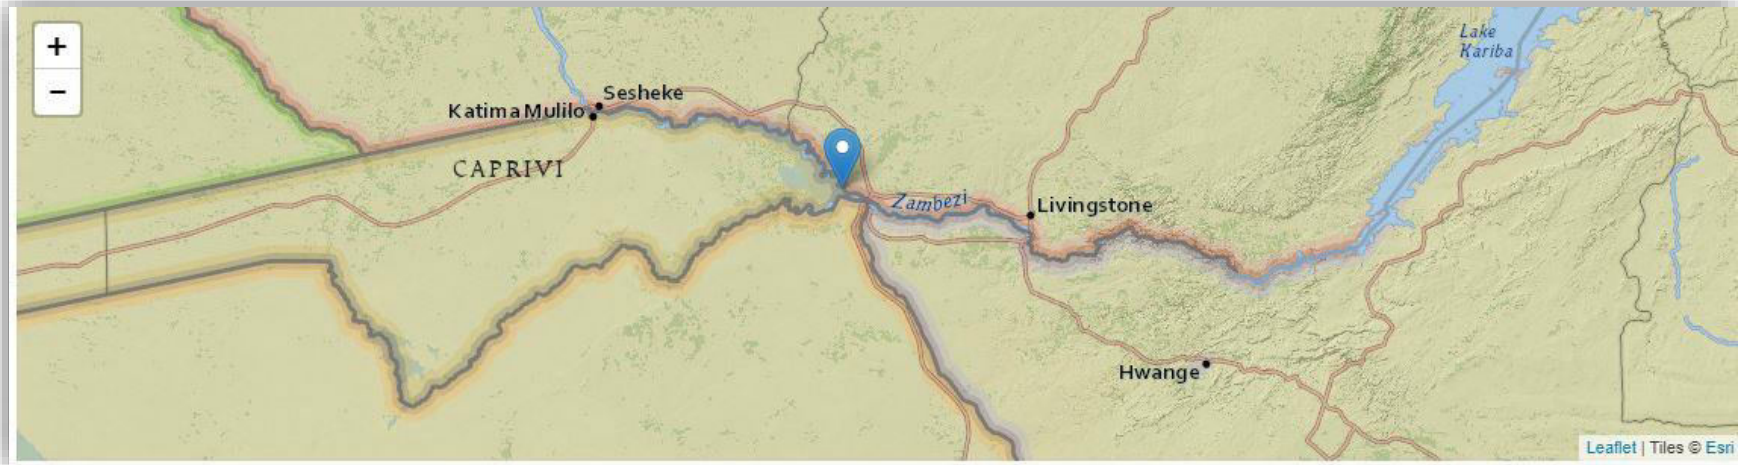 +
−
Lake
Kariba
Sesheke
Katima Mulilo
CAPRIVI
Zambezi
Livingstone
Hwange
Leaflet | Tiles © Esri